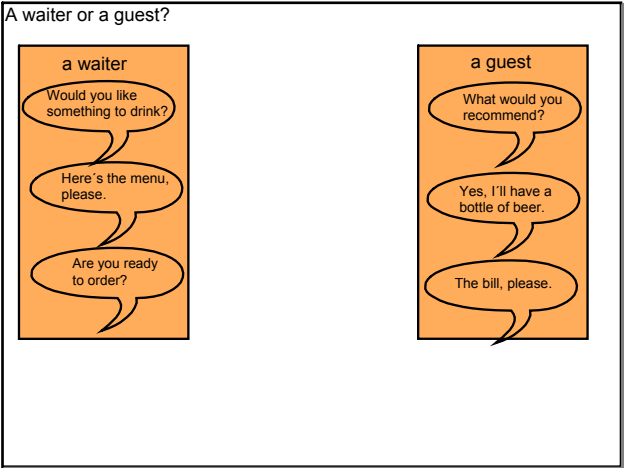 A waiter or a guest?
a waiter
Would you like
something to drink?
Here´s the menu,
please.
Are you ready
to order?
a guest
What would you
recommend?
Yes, I´ll have a
bottle of beer.
The bill, please.